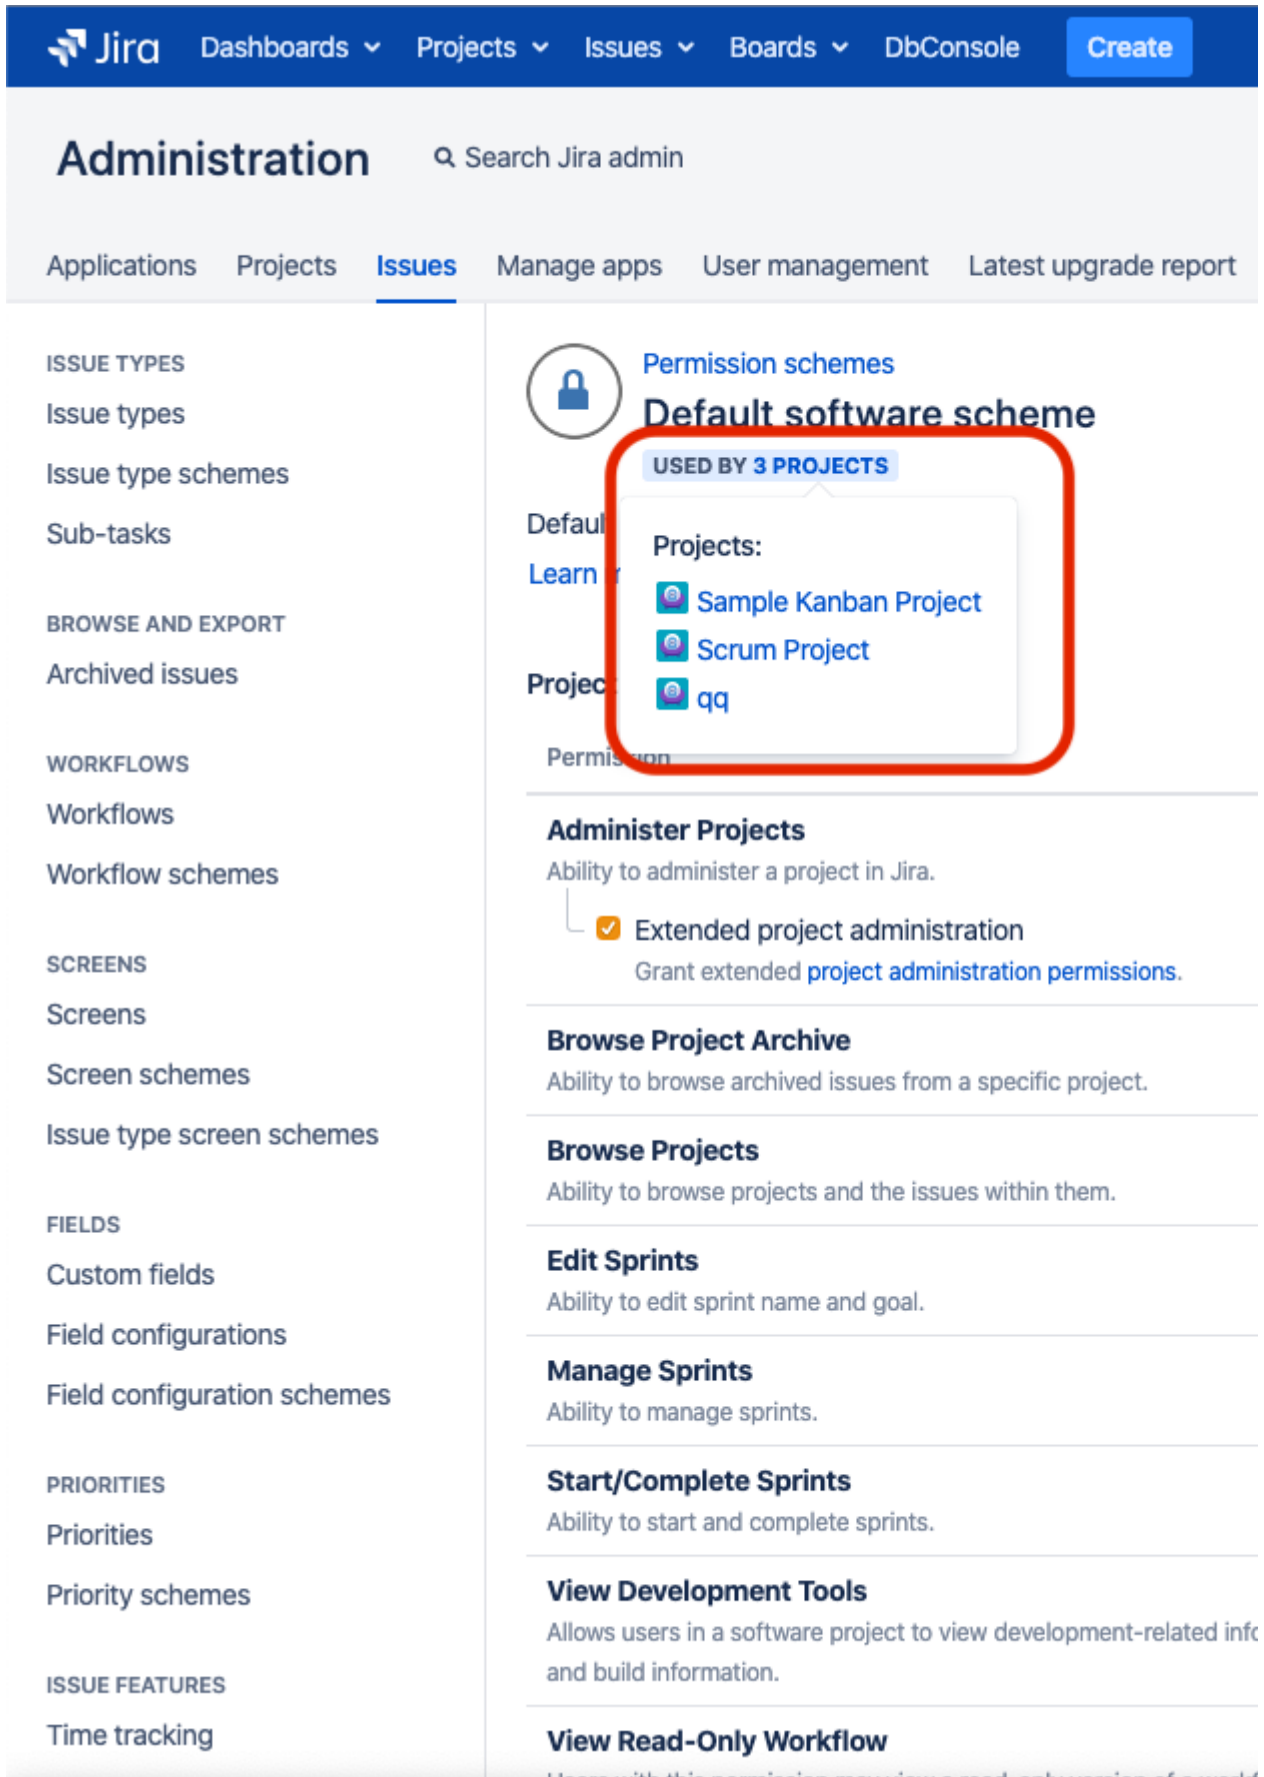 Jira Dashboards Projects Issues Boards DbConsole Create
Administration Search Jira admin
Applications Projects Issues Manage apps User management Latest upgrade report
ISSUE TYPES
Issue types
Issue type schemes
Sub-tasks
BROWSE AND EXPORT
Archived issues
WORKFLOWS
Workflows
Workflow schemes
SCREENS
Screens
Screen schemes
Issue type screen schemes
FIELDS
Custom fields
Field configurations
Field configuration schemes
PRIORITIES
Priorities
Priority schemes
ISSUE FEATURES
Time tracking
Permission schemes
Default software scheme
USED BY 3 PROJECTS
Defaul
Learn
Projects:
Sample Kanban Project
Scrum Project
qq
Project
Permission
Administer Projects
Ability to administer a project in Jira.
Extended project administration
Grant extended project administration permissions.
Browse Project Archive
Ability to browse archived issues from a specific project.
Browse Projects
Ability to browse projects and the issues within them.
Edit Sprints
Ability to edit sprint name and goal.
Manage Sprints
Ability to manage sprints.
Start/Complete Sprints
Ability to start and complete sprints.
View Development Tools
Allows users in a software project to view development-related info
and build information.
View Read-Only Workflow